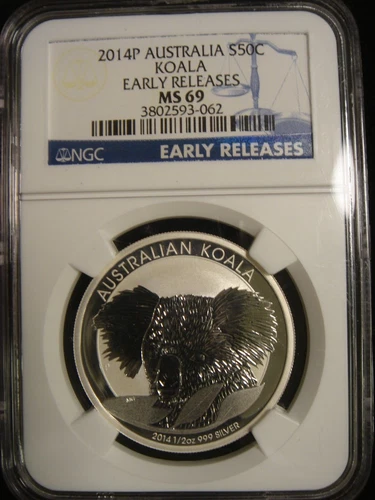 2014P AUSTRALIA S50C
KOALA
EARLY RELEASES
MS 69
3802593-062
NGC
EARLY RELEASES
AUSTRALIAN KOALA
2014 1/2oz 999 SILVER